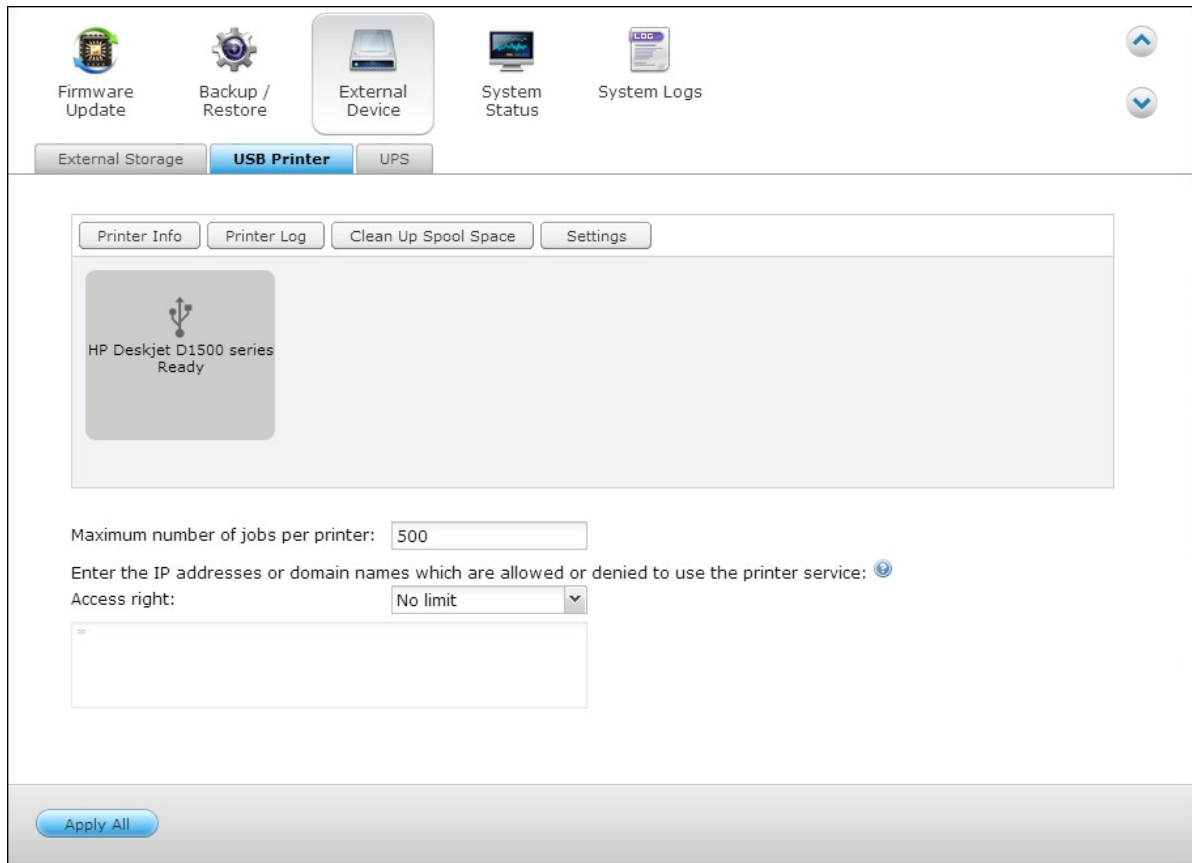 LOG
Firmware
Update
Backup /
Restore
External
Device
System
Status
System Logs
External Storage
USB Printer
UPS
Printer Info
Printer Log
Clean Up Spool Space
Settings
HP Deskjet D1500 series
Ready
Maximum number of jobs per printer: 500
Enter the IP addresses or domain names which are allowed or denied to use the printer service:
Access right: No limit
*
Apply All